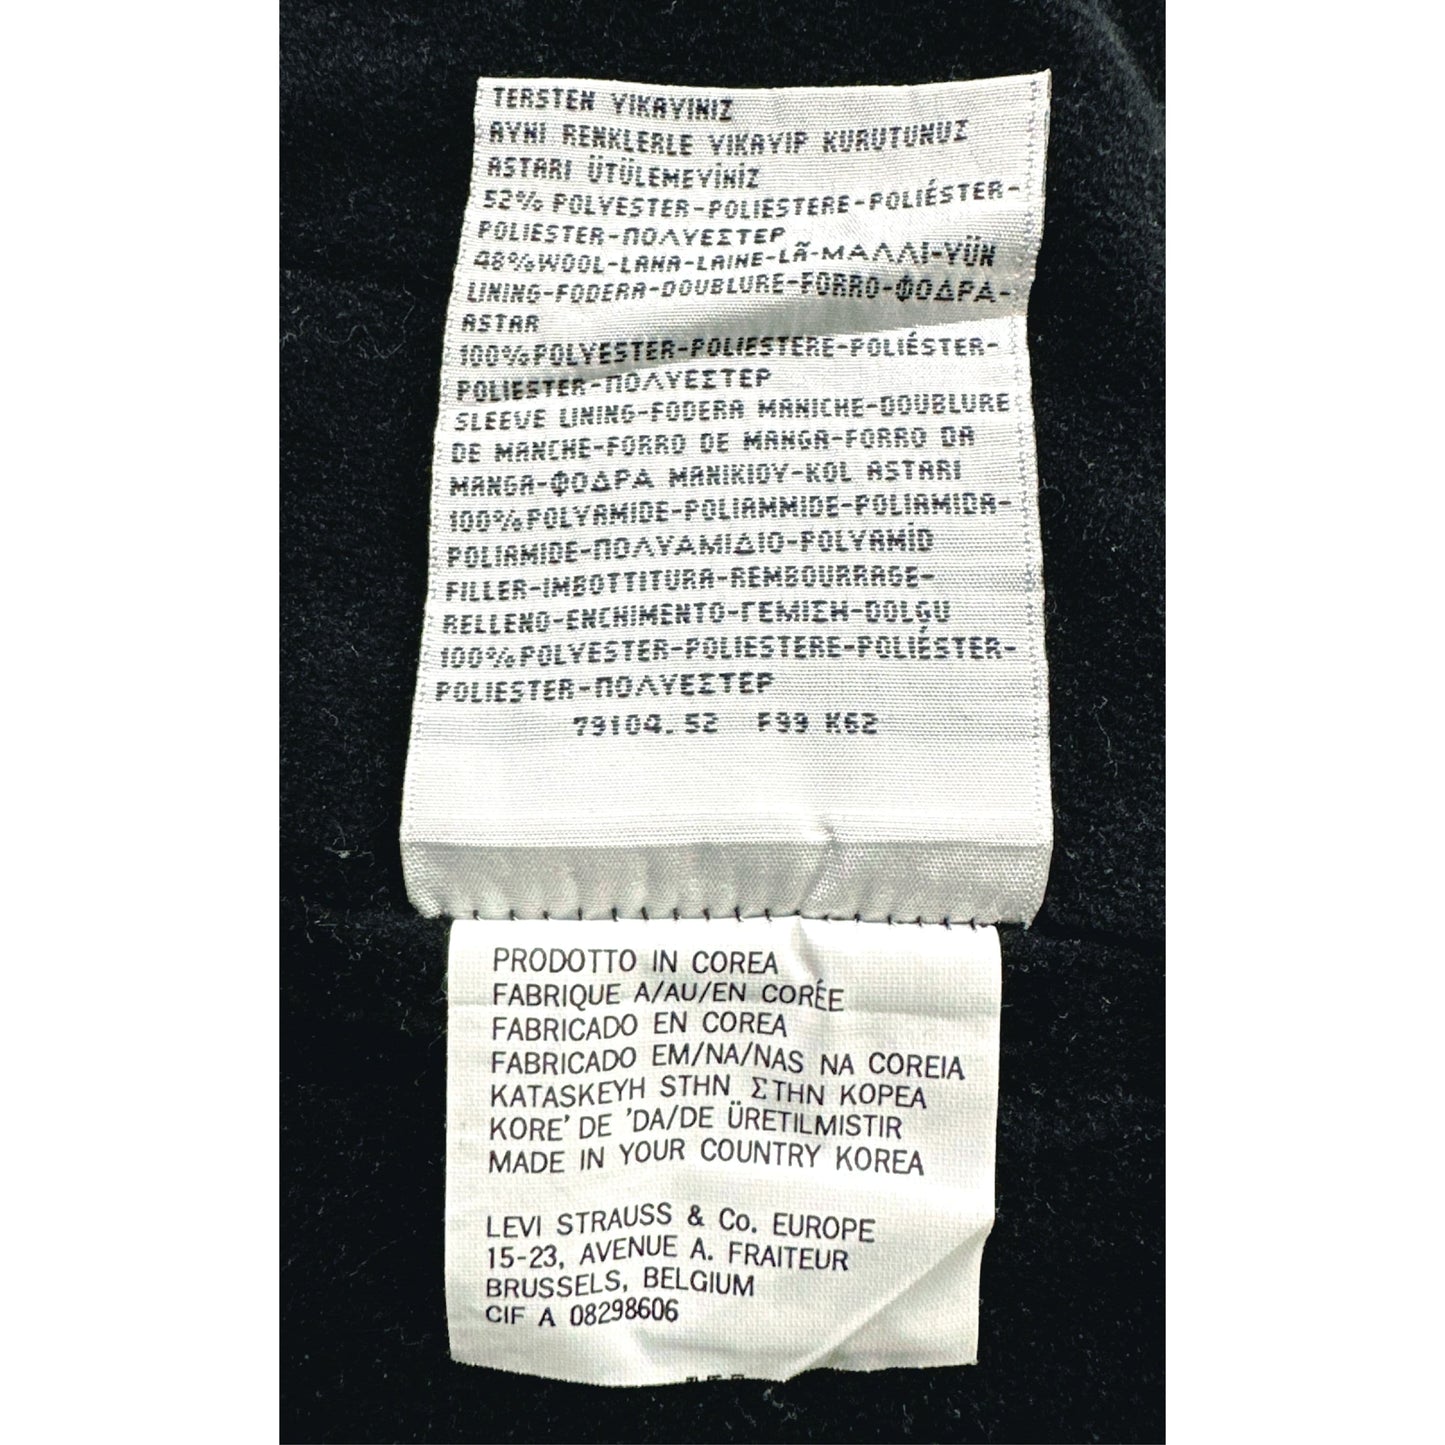 TERSTEN YIKAYINIZ
AYNI RENKLERLE YIKAYIP KURUTUNUZ
ASTARI ÜTÜLEMEYİNİZ
52% POLYESTER-POLIESTERE-POLIÉSTER-
POLIESTER-ΠΟΛΥΕΣΤΕΡ
48%WOOL-LANA-LAINE-LÃ-ΜΑΛΛΙ-YÜN
LINING-FODERA-DOUBLURE-FORRO-ΦΟΔΡΑ-
ASTAR
100%POLYESTER-POLIESTERE-POLIÉSTER-
POLIESTER-ΠΟΛΥΕΣΤΕΡ
SLEEVE LINING-FODERA MANICHE-DOUBLURE
DE MANCHE-FORRO DE MANGA-FORRO DA
MANGA-ΦΟΔΡΑ MANIKIOY-KOL ASTARI
100%POLYAMIDE-POLIAMMIDE-POLIAMIDA-
POLIAMIDE-ΠΟΛΥΑΜΙΔΙΟ-POLYAMİD
FILLER-IMBOTTITURA-REMBOURRAGE-
RELLENO-ENCHIMENTO-ΓΕΜΙΣΗ-DOLGU
100%POLYESTER-POLIESTERE-POLIÉSTER-
POLIESTER-ΠΟΛΥΕΣΤΕΡ
79104.52 F99 K62
PRODOTTO IN COREA
FABRIQUE A/AU/EN CORÉE
FABRICADO EN COREA
FABRICADO EM/NA/NAS NA COREIA
KATASKEYH STHN ΣΤΗΝ ΚΟΡΕΑ
KORE' DE 'DA/DE ÜRETILMISTIR
MADE IN YOUR COUNTRY KOREA
LEVI STRAUSS & Co. EUROPE
15-23, AVENUE A. FRAITEUR
BRUSSELS, BELGIUM
CIF A 08298606